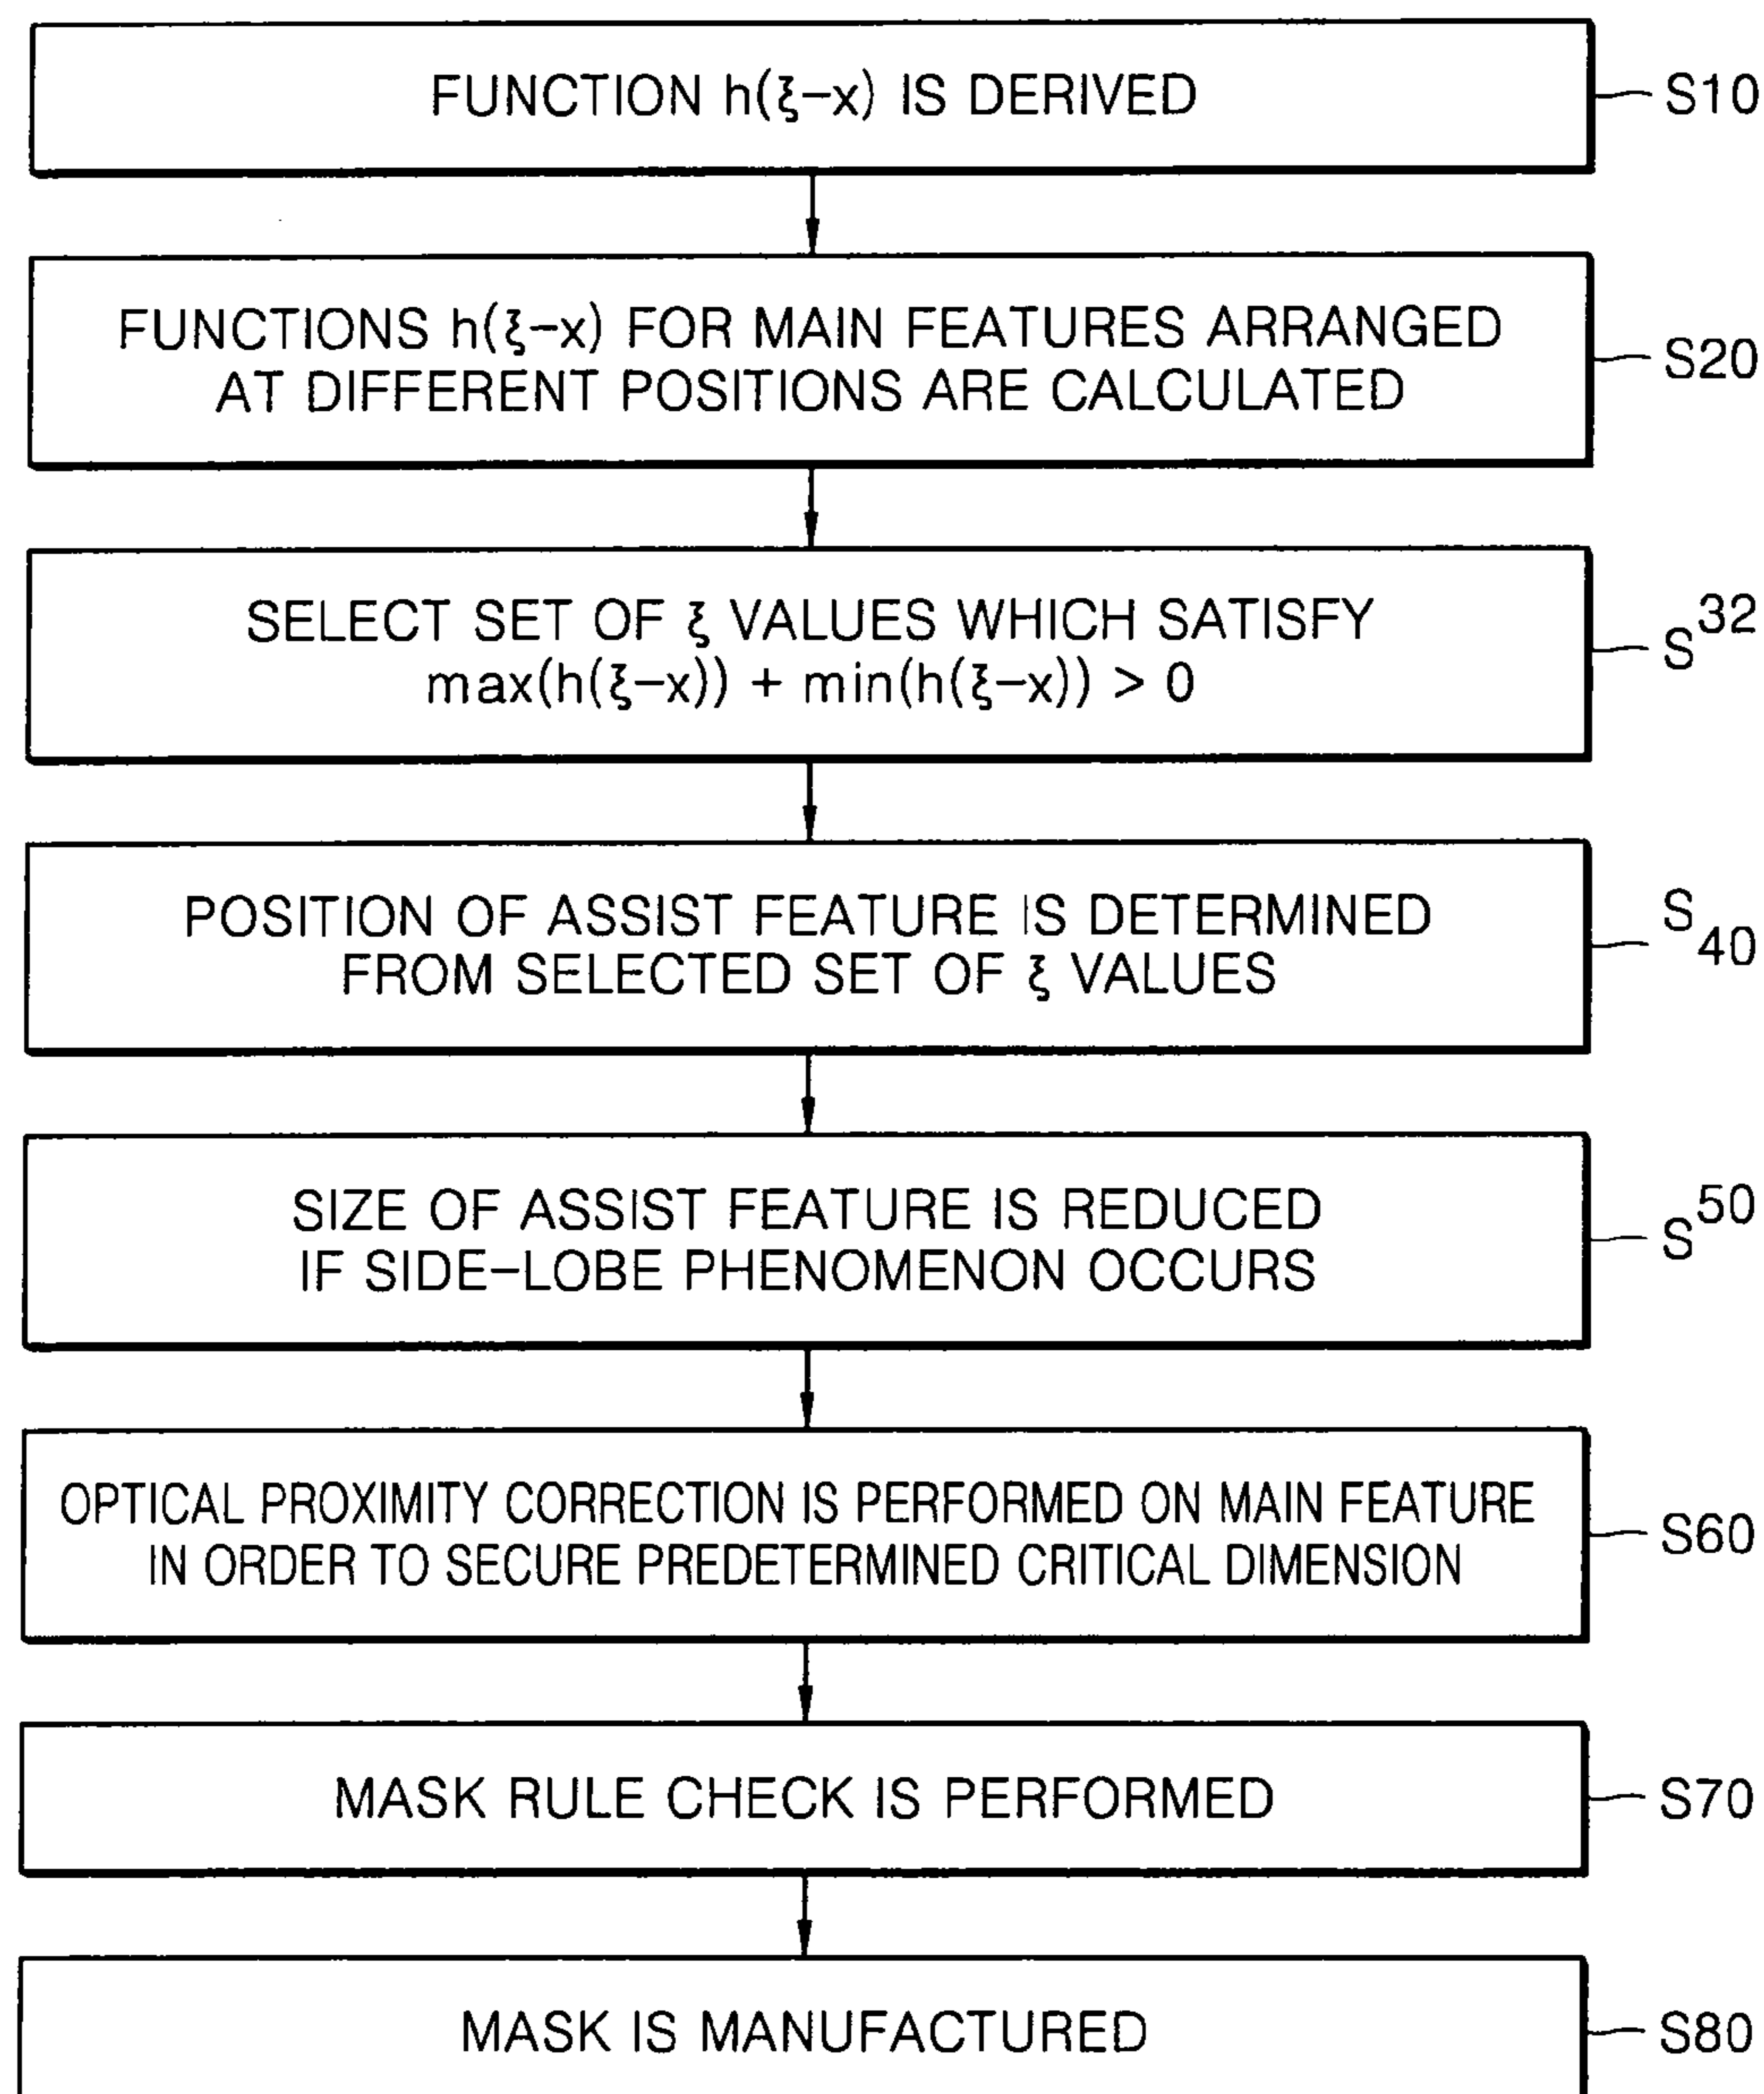 FUNCTION h(ξ-x) IS DERIVED
S10
FUNCTIONS h(ξ-x) FOR MAIN FEATURES ARRANGED
AT DIFFERENT POSITIONS ARE CALCULATED
S20
SELECT SET OF ξ VALUES WHICH SATISFY
max(h(ξ-x)) + min(h(ξ-x)) > 0
S32
POSITION OF ASSIST FEATURE IS DETERMINED
FROM SELECTED SET OF ξ VALUES
S40
SIZE OF ASSIST FEATURE IS REDUCED
IF SIDE-LOBE PHENOMENON OCCURS
S50
OPTICAL PROXIMITY CORRECTION IS PERFORMED ON MAIN FEATURE
IN ORDER TO SECURE PREDETERMINED CRITICAL DIMENSION
S60
MASK RULE CHECK IS PERFORMED
S70
MASK IS MANUFACTURED
S80